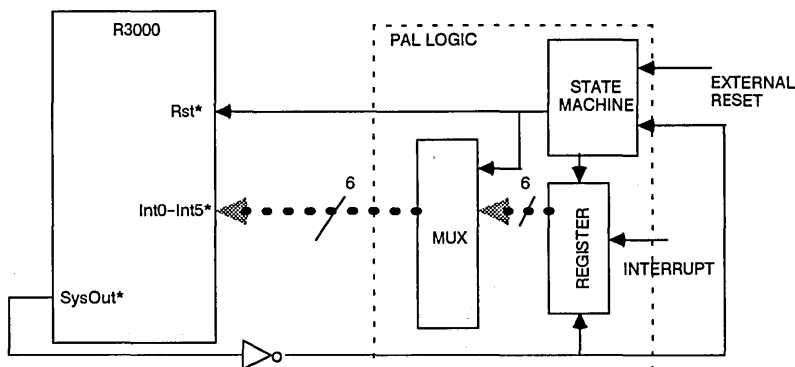 R3000
PAL LOGIC
STATE
MACHINE
EXTERNAL
RESET
Rst*
6
6
Int0-Int5*
MUX
REGISTER
INTERRUPT
SysOut*